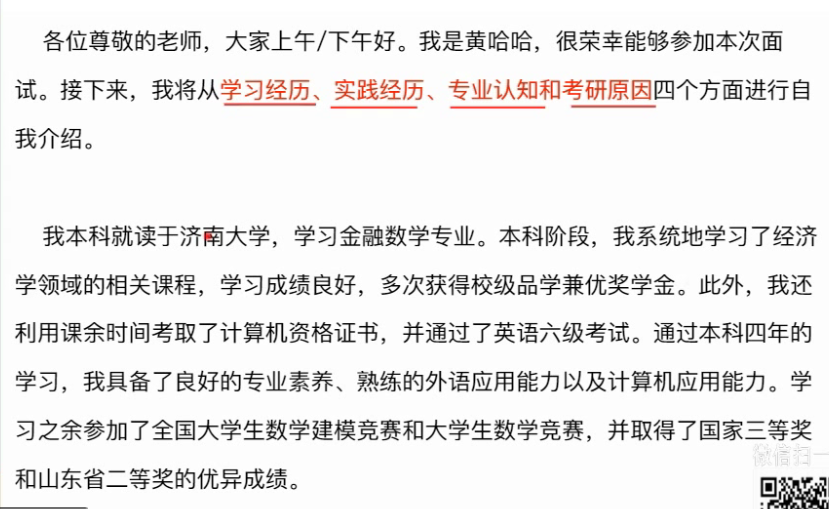 各位尊敬的老师，大家上午/下午好。我是黄哈哈，很荣幸能够参加本次面
试。接下来，我将从学习经历、实践经历、专业认知和考研原因四个方面进行自
我介绍。
我本科就读于济南大学，学习金融数学专业。本科阶段，我系统地学习了经济
学领域的相关课程，学习成绩良好，多次获得校级品学兼优奖学金。此外，我还
利用课余时间考取了计算机资格证书，并通过了英语六级考试。通过本科四年的
学习，我具备了良好的专业素养、熟练的外语应用能力以及计算机应用能力。学
习之余参加了全国大学生数学建模竞赛和大学生数学竞赛，并取得了国家三等奖
和山东省二等奖的优异成绩。
微信扫一